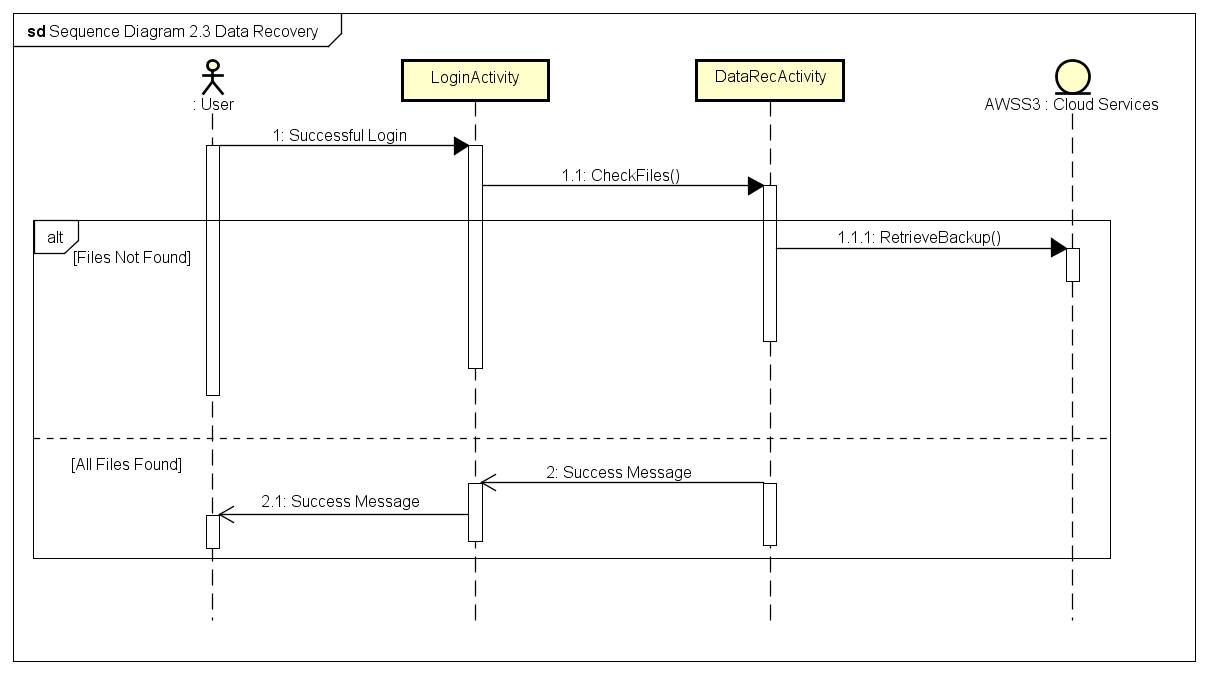 sd Sequence Diagram 2.3 Data Recovery
: User
LoginActivity
DataRecActivity
AWSS3 : Cloud Services
1: Successful Login
1.1: CheckFiles()
alt
[Files Not Found]
1.1.1: RetrieveBackup()
[All Files Found]
2: Success Message
2.1: Success Message